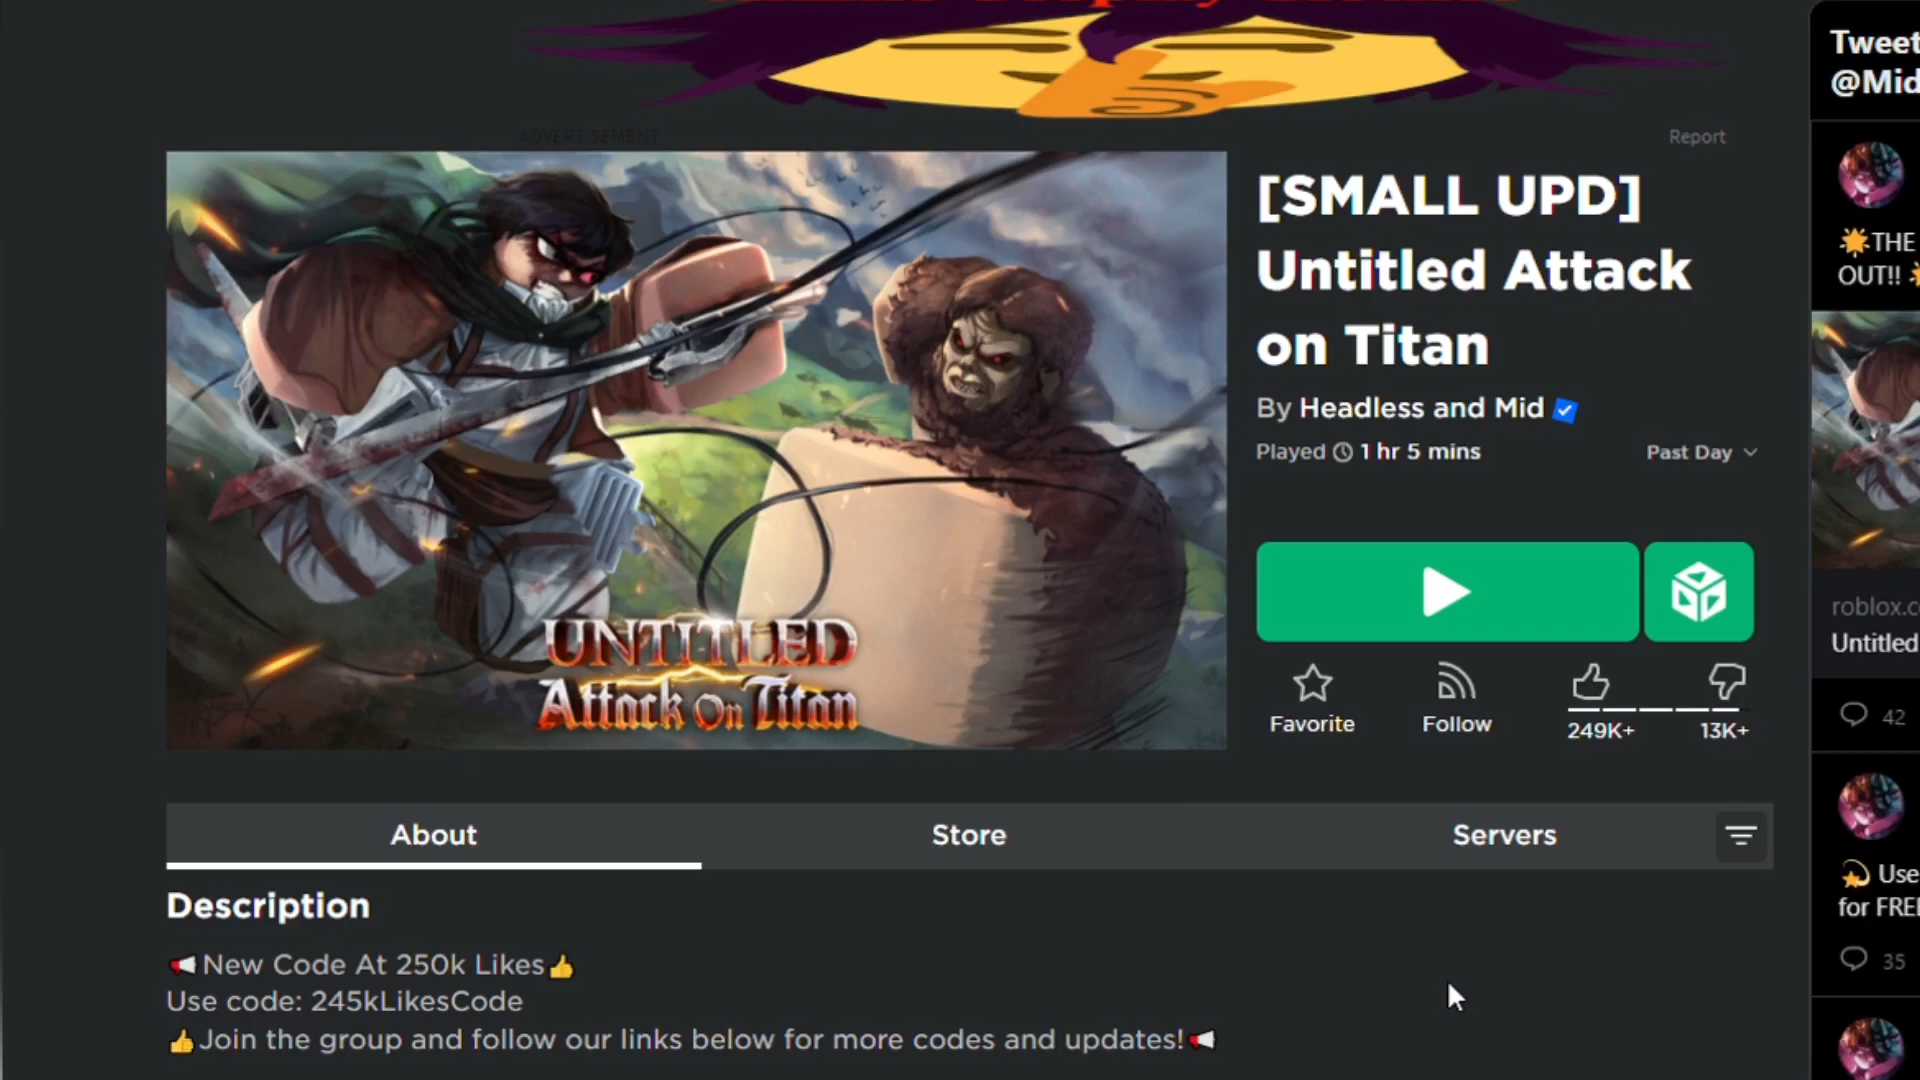 ADVERTISEMENT
Report
[SMALL UPD]
Untitled Attack
on Titan
By Headless and Mid
Played 1 hr 5 mins
Past Day
UNTITLED
Attack On Titan
Favorite
Follow
249K+
13K+
About
Store
Servers
Description
📢New Code At 250k Likes👍
Use code: 245kLikesCode
👍Join the group and follow our links below for more codes and updates!📢
Tweet
@Mid
🌟THE
OUT!!
roblox.c
Untitled
42
💫 Use
for FREE
35